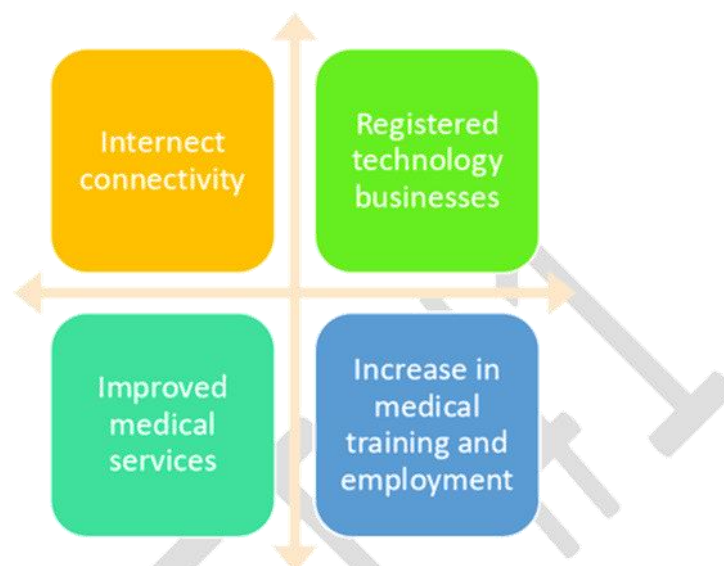 Internect
connectivity
Registered
technology
businesses
Improved
medical
services
Increase in
medical
training and
employment